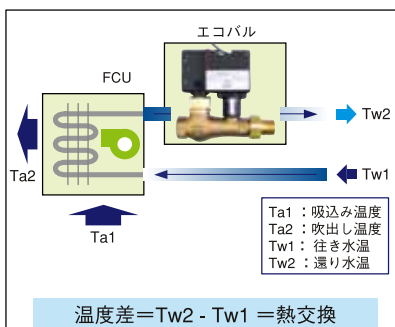 エコバル
FCU
Tw2
Ta2
Tw1
Ta1
Ta1 ：吸込み温度
Ta2 ：吹出し温度
Tw1：往き水温
Tw2 ：還り水温
温度差＝Tw2 - Tw1 ＝熱交換